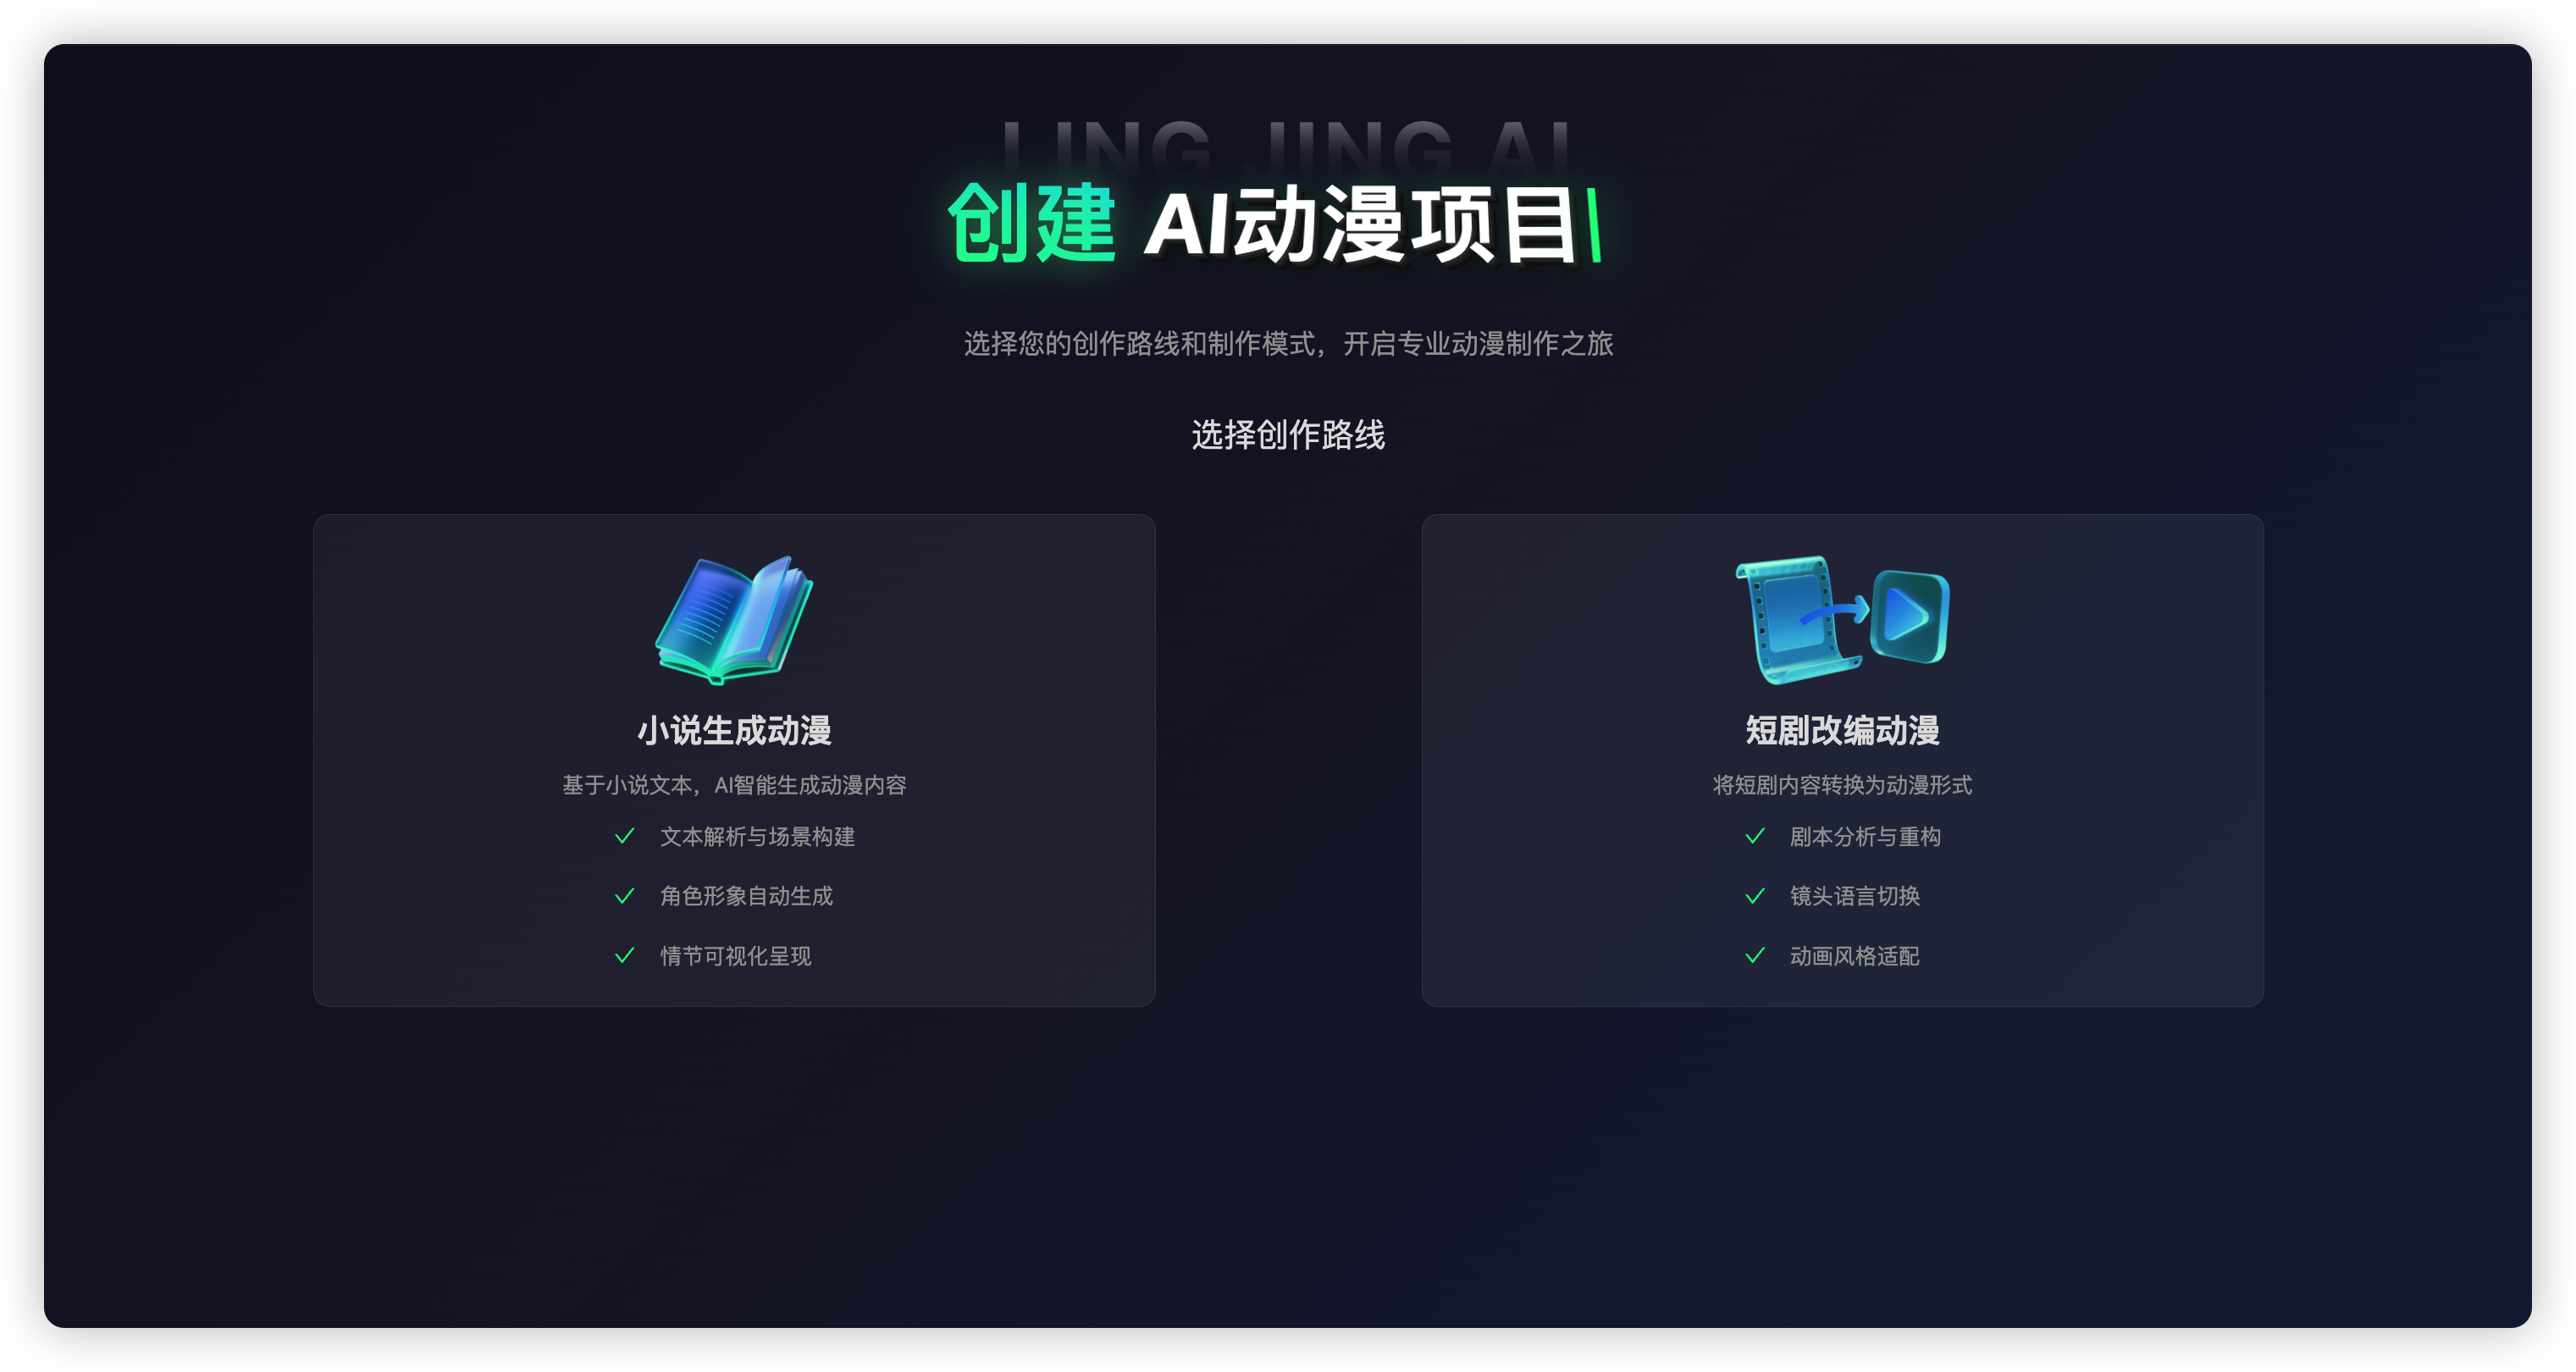 LING JING AI
创建 AI动漫项目
选择您的创作路线和制作模式，开启专业动漫制作之旅
选择创作路线
小说生成动漫
基于小说文本，AI智能生成动漫内容
文本解析与场景构建
角色形象自动生成
情节可视化呈现
短剧改编动漫
将短剧内容转换为动漫形式
剧本分析与重构
镜头语言切换
动画风格适配